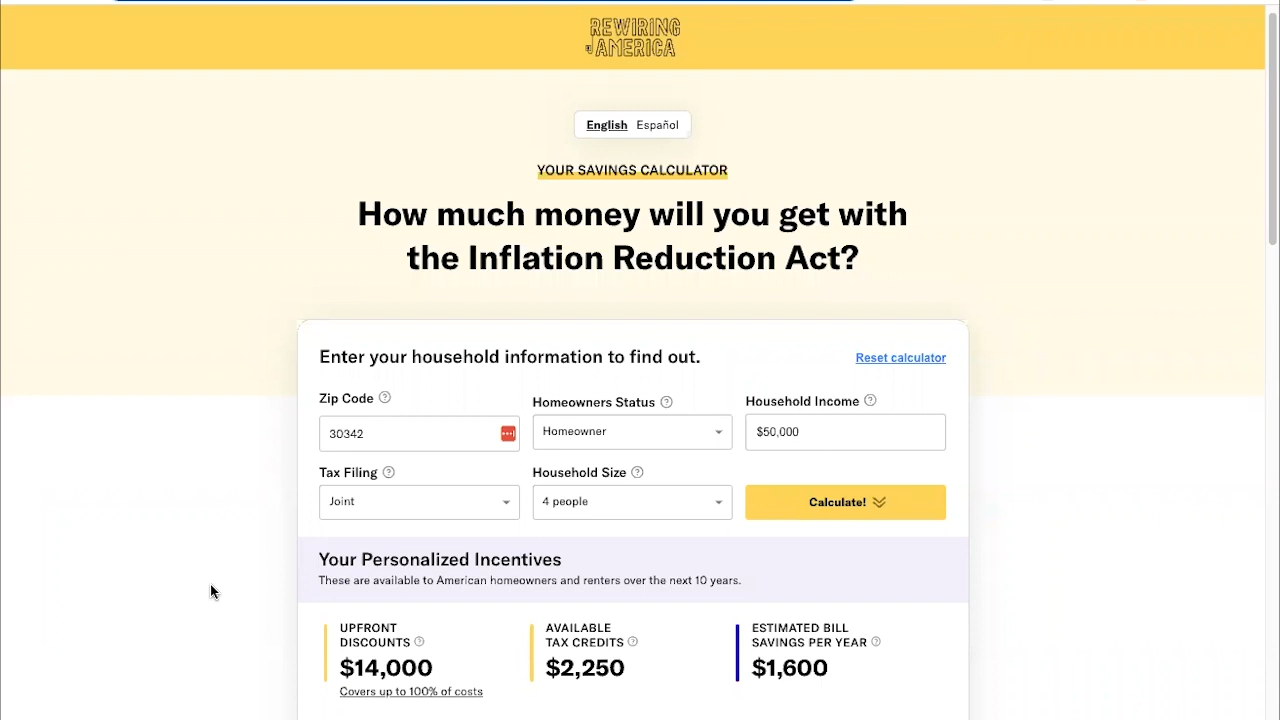 REWIRING
AMERICA
English Español
YOUR SAVINGS CALCULATOR
How much money will you get with
the Inflation Reduction Act?
Enter your household information to find out.
Reset calculator
Zip Code
Homeowners Status
Household Income
30342
Homeowner
$50,000
Tax Filing
Household Size
Joint
4 people
Calculate!
Your Personalized Incentives
These are available to American homeowners and renters over the next 10 years.
UPFRONT
DISCOUNTS
$14,000
Covers up to 100% of costs
AVAILABLE
TAX CREDITS
$2,250
ESTIMATED BILL
SAVINGS PER YEAR
$1,600